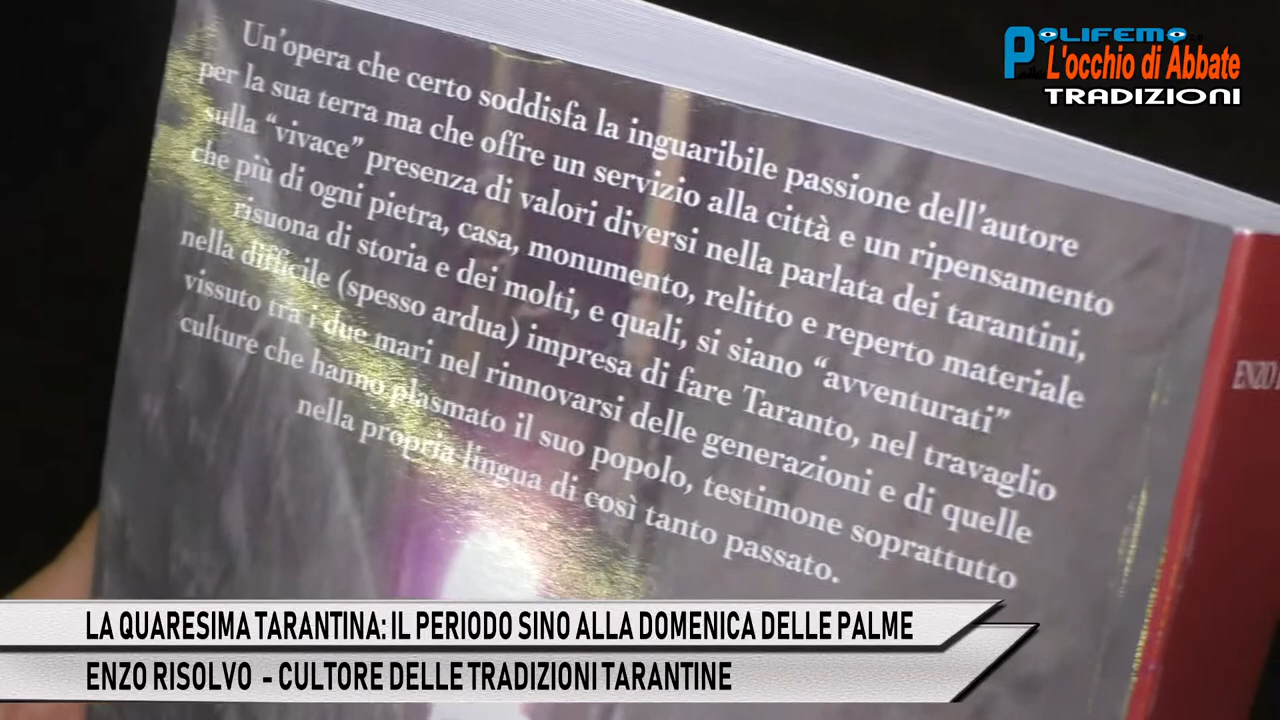 POLIFEMO
L'occhio di Abbate
TRADIZIONI
Un'opera che certo soddisfa la inguaribile passione dell'autore
per la sua terra ma che offre un servizio alla città e un ripensamento
sulla "vivace" presenza di valori diversi nella parlata dei tarantini,
che più di ogni pietra, casa, monumento, relitto e reperto materiale
risuona di storia e dei molti, e quali, si siano "avventurati"
nella difficile (spesso ardua) impresa di fare Taranto, nel travaglio
vissuto tra i due mari nel rinnovarsi delle generazioni e di quelle
culture che hanno plasmato il suo popolo, testimone soprattutto
nella propria lingua di così tanto passato.
ENZO
LA QUARESIMA TARANTINA: IL PERIODO SINO ALLA DOMENICA DELLE PALME
ENZO RISOLVO - CULTORE DELLE TRADIZIONI TARANTINE